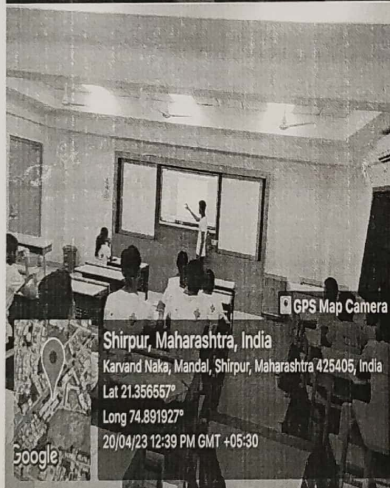 GPS Map Camera
Shirpur, Maharashtra, India
Karvand Naka, Mandal, Shirpur, Maharashtra 425405, India
Lat 21.356557°
Long 74.891927°
20/04/23 12:39 PM GMT +05:30
Google